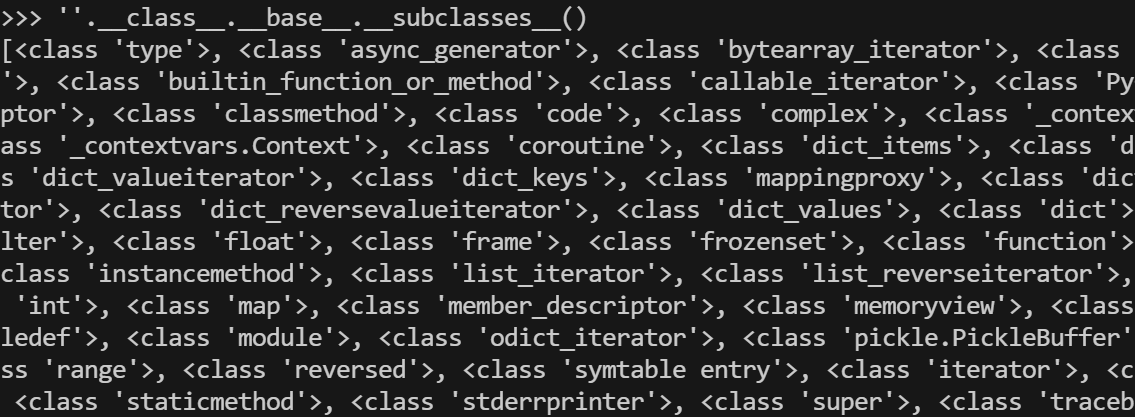 >>> ''.__class__.__base__.__subclasses__()
[<class 'type'>, <class 'async_generator'>, <class 'bytearray_iterator'>, <class
'>, <class 'builtin_function_or_method'>, <class 'callable_iterator'>, <class 'Py
ptor'>, <class 'classmethod'>, <class 'code'>, <class 'complex'>, <class '_contex
ass '_contextvars.Context'>, <class 'coroutine'>, <class 'dict_items'>, <class 'd
s 'dict_valueiterator'>, <class 'dict_keys'>, <class 'mappingproxy'>, <class 'dic
tor'>, <class 'dict_reversevalueiterator'>, <class 'dict_values'>, <class 'dict'>
lter'>, <class 'float'>, <class 'frame'>, <class 'frozenset'>, <class 'function'>
class 'instancemethod'>, <class 'list_iterator'>, <class 'list_reverseiterator'>,
 'int'>, <class 'map'>, <class 'member_descriptor'>, <class 'memoryview'>, <class
ledef'>, <class 'module'>, <class 'odict_iterator'>, <class 'pickle.PickleBuffer'
ss 'range'>, <class 'reversed'>, <class 'symtable entry'>, <class 'iterator'>, <c
 <class 'staticmethod'>, <class 'stderrprinter'>, <class 'super'>, <class 'traceb